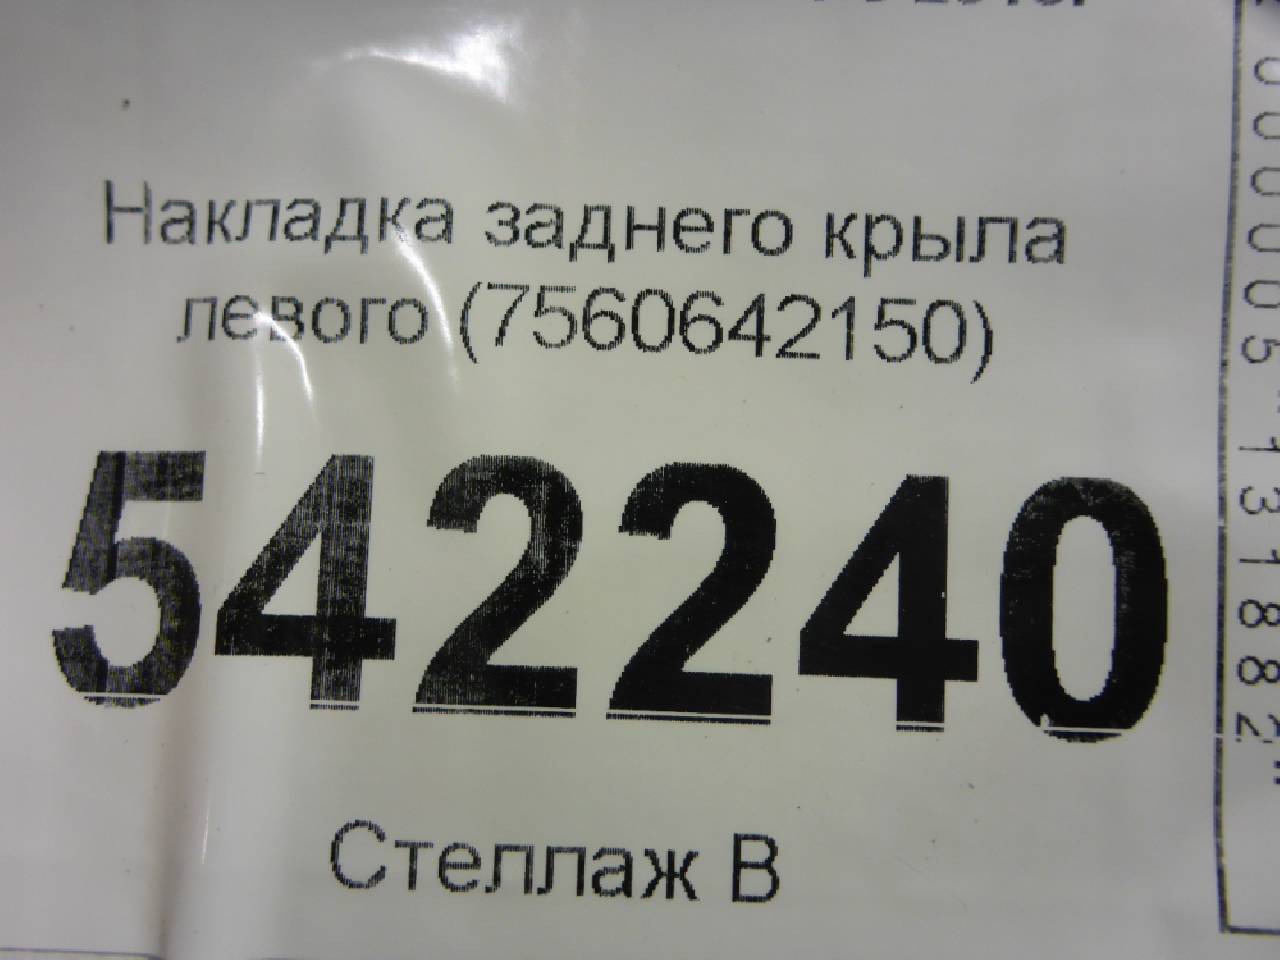 Накладка заднего крыла
левого (7560642150)
542240
Стеллаж В